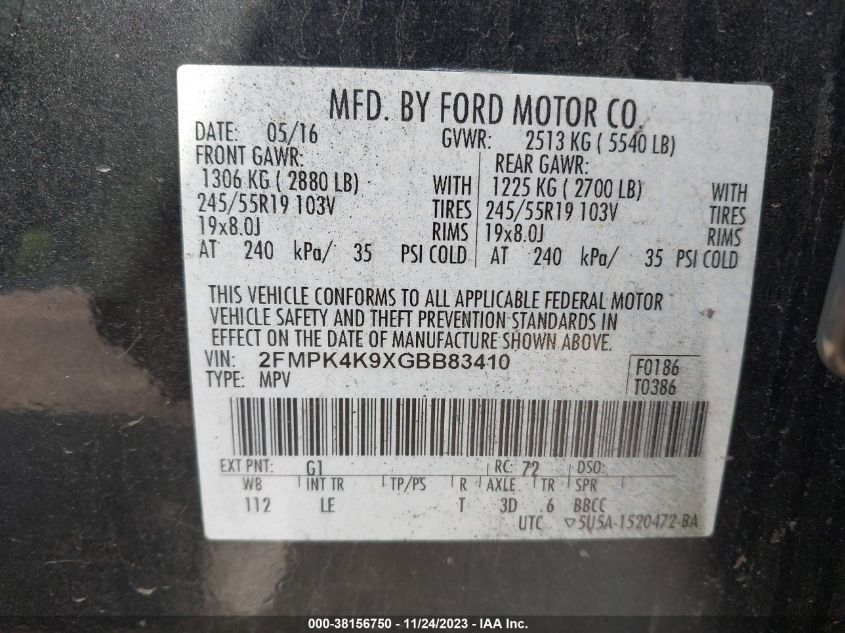 MFD. BY FORD MOTOR CO.
DATE: 05/16 GVWR: 2513 KG ( 5540 LB)
FRONT GAWR: REAR GAWR:
1306 KG ( 2880 LB) WITH 1225 KG ( 2700 LB) WITH
245/55R19 103V TIRES 245/55R19 103V TIRES
19x8.0J RIMS 19x8.0J RIMS
AT 240 kPa/ 35 PSI COLD AT 240 kPa/ 35 PSI COLD
THIS VEHICLE CONFORMS TO ALL APPLICABLE FEDERAL MOTOR
VEHICLE SAFETY AND THEFT PREVENTION STANDARDS IN
EFFECT ON THE DATE OF MANUFACTURE SHOWN ABOVE.
VIN: 2FMPK4K9XGBB83410 F0186
TYPE: MPV T0386
EXT PNT: G1 RC: 72 DSO:
WB INT TR TP/PS R AXLE TR SPR
112 LE T 3D 6 BBCC
UTC ▽5U5A-1520472-BA
000-38156750 - 11/24/2023 - IAA Inc.